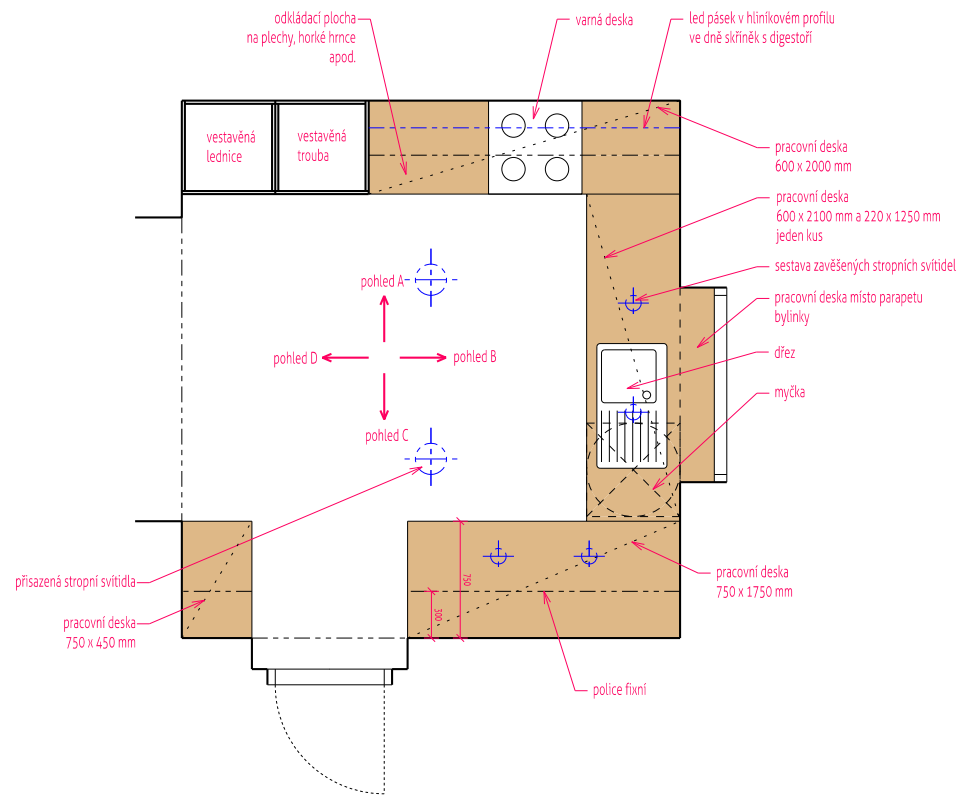 odkládací plocha
na plechy, horké hrnce
apod.
varná deska
led pásek v hliníkovém profilu
ve dně skříněk s digestoří
vestavěná
lednice
vestavěná
trouba
pracovní deska
600 x 2000 mm
pracovní deska
600 x 2100 mm a 220 x 1250 mm
jeden kus
sestava zavěšených stropních svítidel
pracovní deska místo parapetu
bylinky
dřez
myčka
pohled A
pohled D
pohled B
pohled C
přisazená stropní svítidla
pracovní deska
750 x 450 mm
750
300
pracovní deska
750 x 1750 mm
police fixní